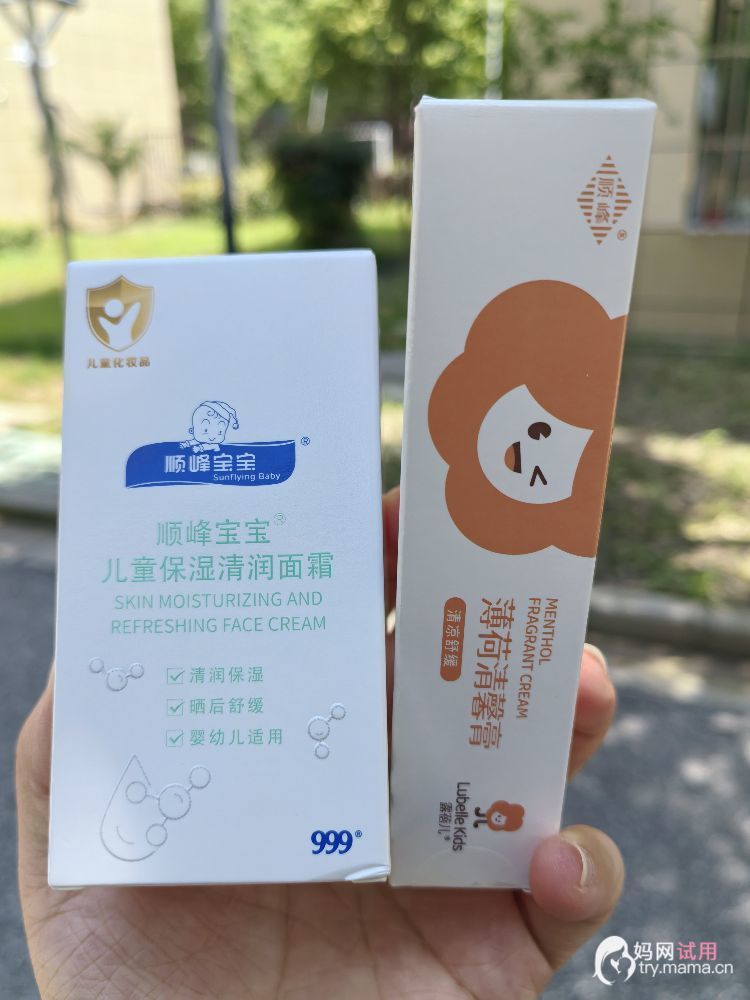 儿童化妆品
顺峰宝宝®
Sunflying Baby
顺峰宝宝®
儿童保湿清润面霜
SKIN MOISTURIZING AND
REFRESHING FACE CREAM
清润保湿
晒后舒缓
婴幼儿适用
999®
顺峰®
MENTHOL
FRAGRANT CREAM
薄荷清馨膏
清凉舒缓
Lubelle Kids
露蓓儿®
妈网试用
try.mama.cn